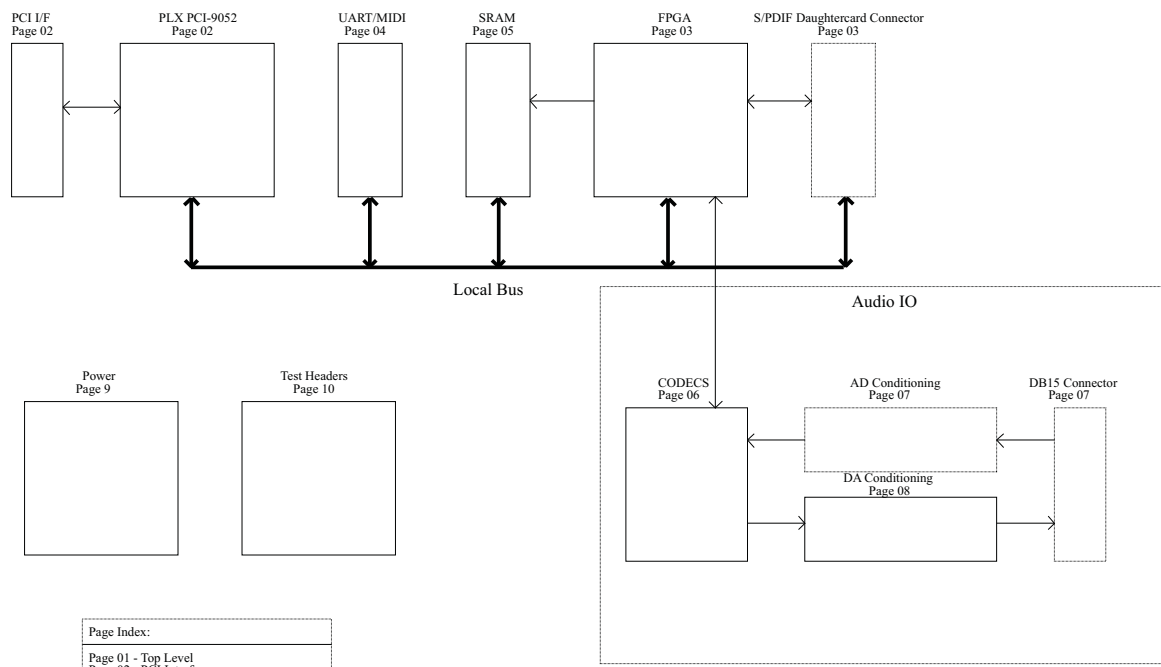 PCI I/F
Page 02
PLX PCI-9052
Page 02
UART/MIDI
Page 04
SRAM
Page 05
FPGA
Page 03
S/PDIF Daughtercard Connector
Page 03
Local Bus
Audio IO
Power
Page 9
Test Headers
Page 10
CODECS
Page 06
AD Conditioning
Page 07
DB15 Connector
Page 07
DA Conditioning
Page 08
Page Index:
Page 01 - Top Level